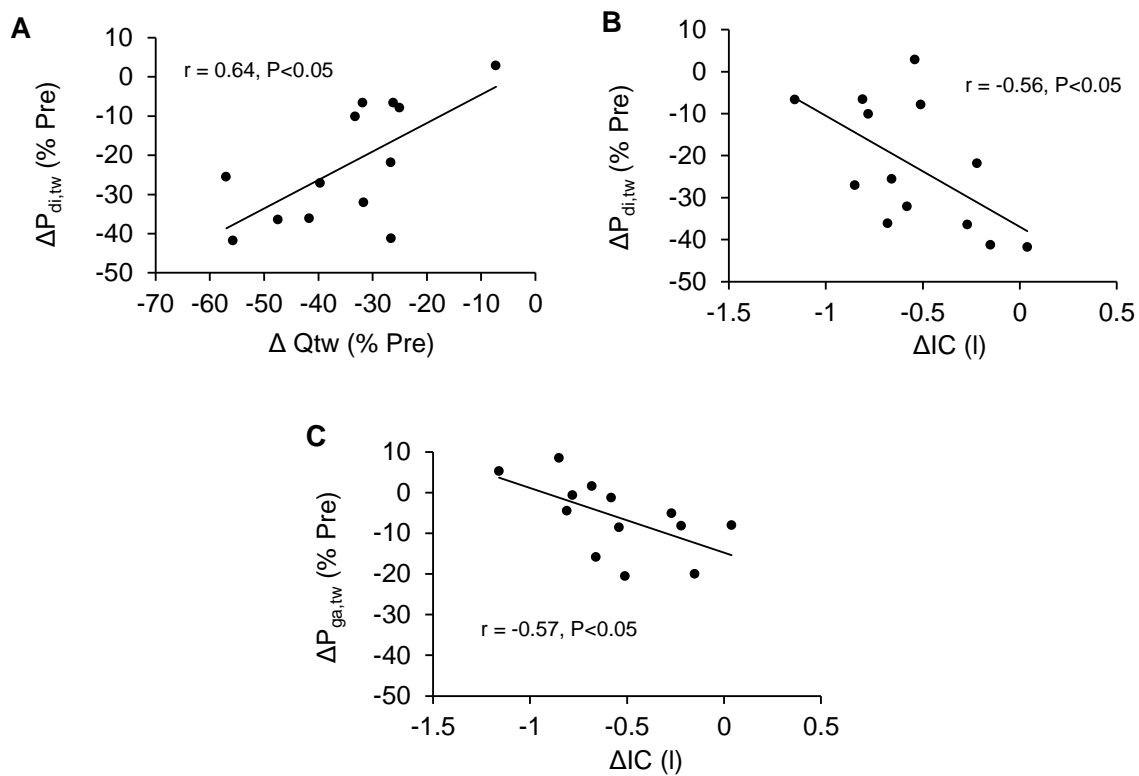 A
r = 0.64, P<0.05
ΔPdi,tw (% Pre)
10
0
-10
-20
-30
-40
-50
-70 -60 -50 -40 -30 -20 -10 0
Δ Qtw (% Pre)
B
r = -0.56, P<0.05
ΔPdi,tw (% Pre)
10
0
-10
-20
-30
-40
-50
-1.5 -1 -0.5 0 0.5
ΔIC (l)
C
r = -0.57, P<0.05
ΔPga,tw (% Pre)
10
0
-10
-20
-30
-40
-50
-1.5 -1 -0.5 0 0.5
ΔIC (l)